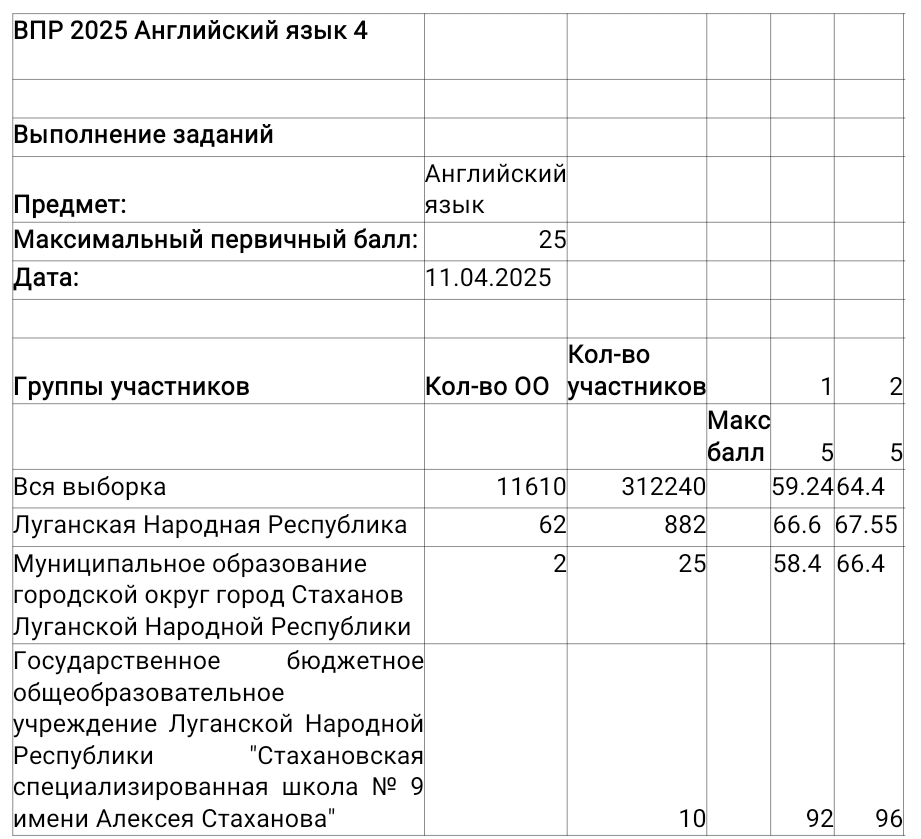 ВПР 2025 Английский язык 4
Выполнение заданий
Английский
Предмет: язык
Максимальный первичный балл: 25
Дата: 11.04.2025
Кол-во
Группы участников Кол-во ОО участников 1 2
Макс
балл 5 5
Вся выборка 11610 312240 59.24 64.4
Луганская Народная Республика 62 882 66.6 67.55
Муниципальное образование 2 25 58.4 66.4
городской округ город Стаханов
Луганской Народной Республики
Государственное бюджетное
общеобразовательное
учреждение Луганской Народной
Республики "Стахановская
специализированная школа № 9
имени Алексея Стаханова" 10 92 96